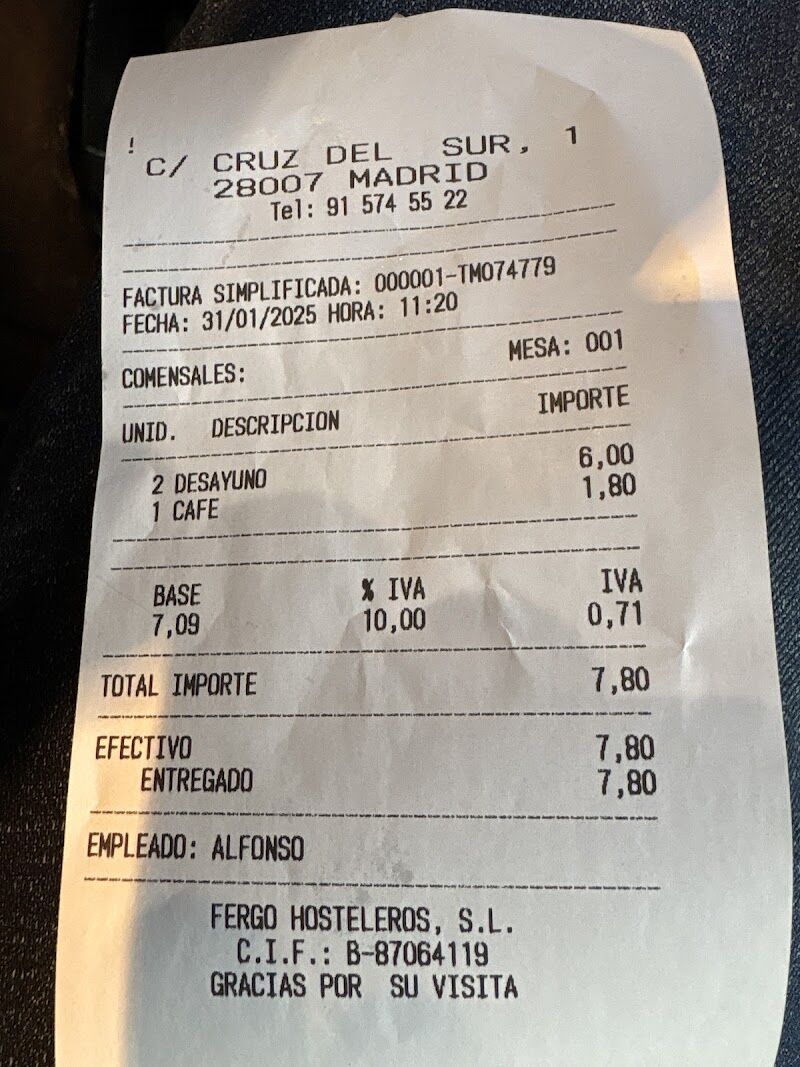 !
C/ CRUZ DEL SUR, 1
28007 MADRID
Tel: 91 574 55 22
FACTURA SIMPLIFICADA: 000001-TM074779
FECHA: 31/01/2025 HORA: 11:20
COMENSALES: MESA: 001
UNID. DESCRIPCION IMPORTE
2 DESAYUNO 6,00
1 CAFE 1,80
BASE % IVA IVA
7,09 10,00 0,71
TOTAL IMPORTE 7,80
EFECTIVO 7,80
ENTREGADO 7,80
EMPLEADO: ALFONSO
FERGO HOSTELEROS, S.L.
C.I.F.: B-87064119
GRACIAS POR SU VISITA